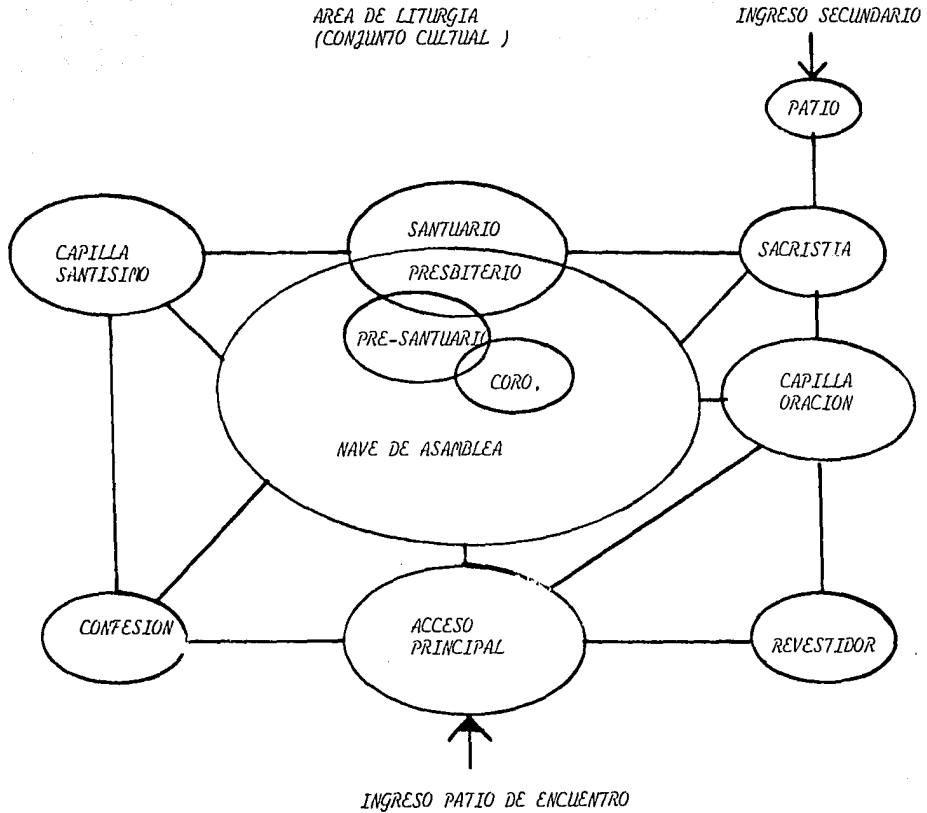 AREA DE LITURGIA
(CONJUNTO CULTUAL )
INGRESO SECUNDARIO
PATIO
SANTUARIO
PRESBITERIO
CAPILLA
SANTISIMO
SACRISTIA
PRE-SANTUARIO
CORO.
CAPILLA
ORACION
NAVE DE ASAMBLEA
CONFESION
ACCESO
PRINCIPAL
REVESTIDOR
INGRESO PATIO DE ENCUENTRO